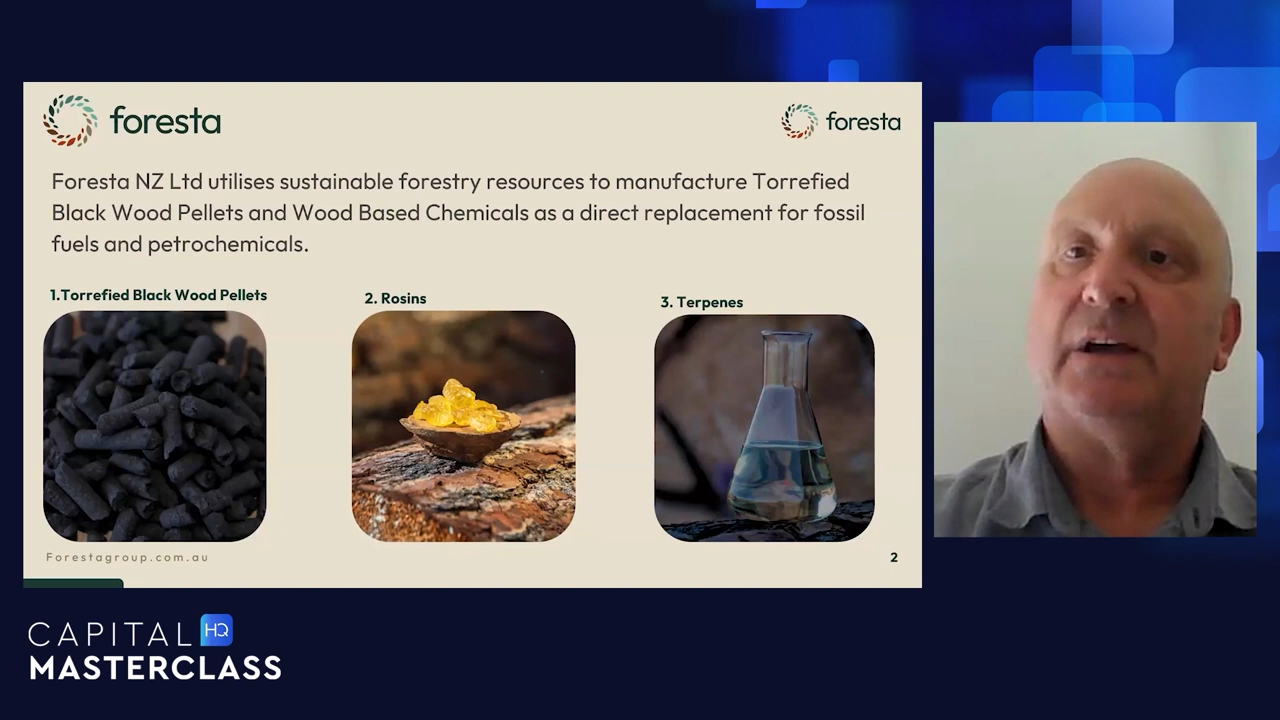 foresta
foresta
Foresta NZ Ltd utilises sustainable forestry resources to manufacture Torrefied
Black Wood Pellets and Wood Based Chemicals as a direct replacement for fossil
fuels and petrochemicals.
1.Torrefied Black Wood Pellets
2. Rosins
3. Terpenes
Forestagroup.com.au
2
CAPITAL HQ
MASTERCLASS